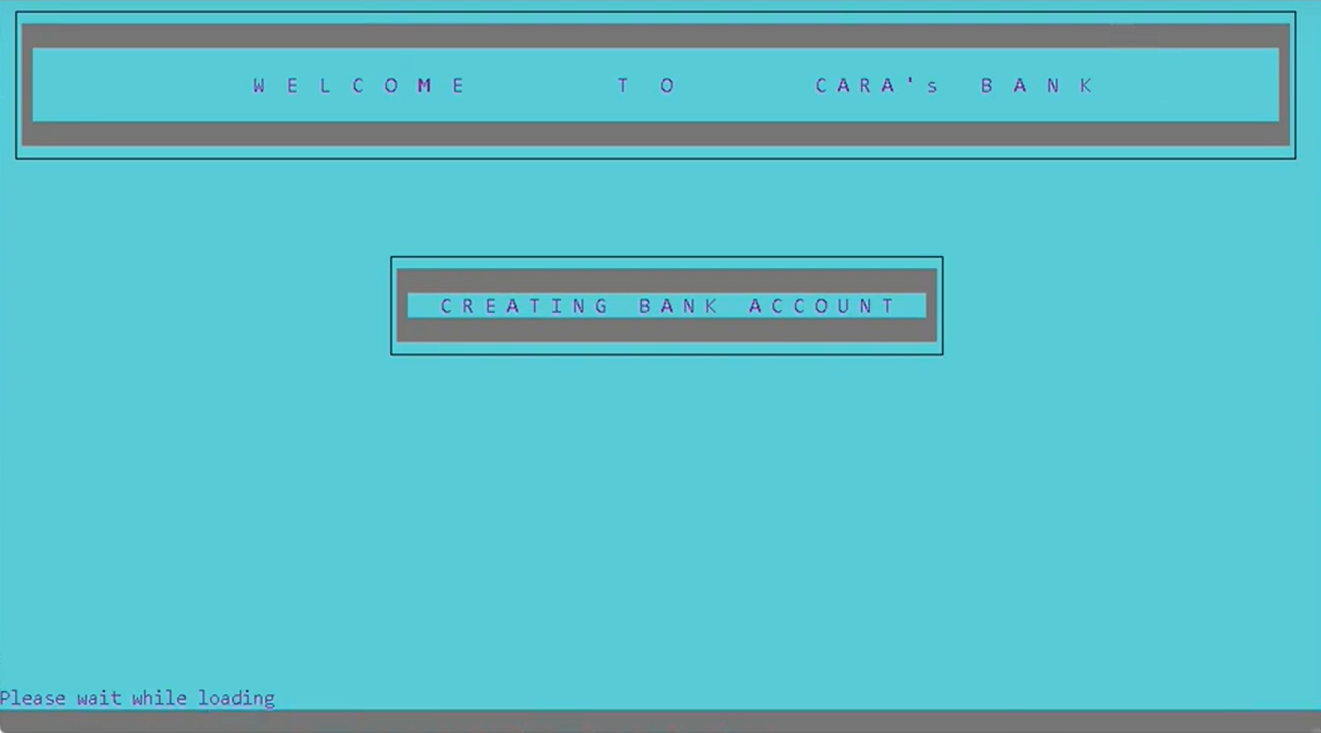 W E L C O M E T O C A R A ' s B A N K
C R E A T I N G B A N K A C C O U N T
Please wait while loading